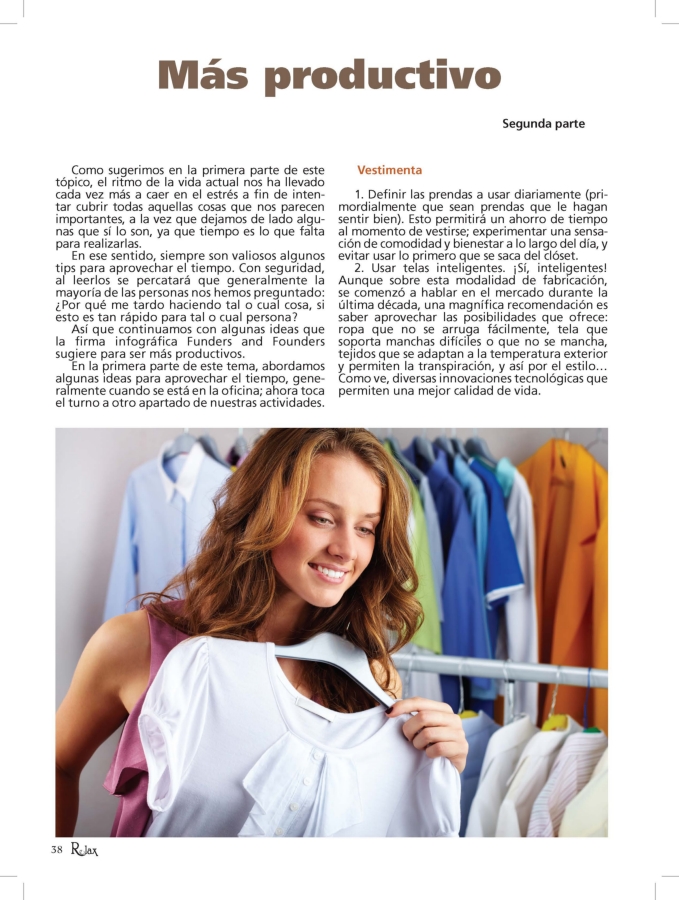 Más productivo
Segunda parte
Como sugerimos en la primera parte de este
tópico, el ritmo de la vida actual nos ha llevado
cada vez más a caer en el estrés a fin de inten-
tar cubrir todas aquellas cosas que nos parecen
importantes, a la vez que dejamos de lado algu-
nas que sí lo son, ya que tiempo es lo que falta
para realizarlas.
En ese sentido, siempre son valiosos algunos
tips para aprovechar el tiempo. Con seguridad,
al leerlos se percatará que generalmente la
mayoría de las personas nos hemos preguntado:
¿Por qué me tardo haciendo tal o cual cosa, si
esto es tan rápido para tal o cual persona?
Así que continuamos con algunas ideas que
la firma infográfica Funders and Founders
sugiere para ser más productivos.
En la primera parte de este tema, abordamos
algunas ideas para aprovechar el tiempo, gene-
ralmente cuando se está en la oficina; ahora toca
el turno a otro apartado de nuestras actividades.
Vestimenta
1. Definir las prendas a usar diariamente (pri-
mordialmente que sean prendas que le hagan
sentir bien). Esto permitirá un ahorro de tiempo
al momento de vestirse; experimentar una sensa-
ción de comodidad y bienestar a lo largo del día, y
evitar usar lo primero que se saca del clóset.
2. Usar telas inteligentes. ¡Sí, inteligentes!
Aunque sobre esta modalidad de fabricación,
se comenzó a hablar en el mercado durante la
última década, una magnífica recomendación es
saber aprovechar las posibilidades que ofrece:
ropa que no se arruga fácilmente, tela que
soporta manchas difíciles o que no se mancha,
tejidos que se adaptan a la temperatura exterior
y permiten la transpiración, y así por el estilo...
Como ve, diversas innovaciones tecnológicas que
permiten una mejor calidad de vida.
38 Relax